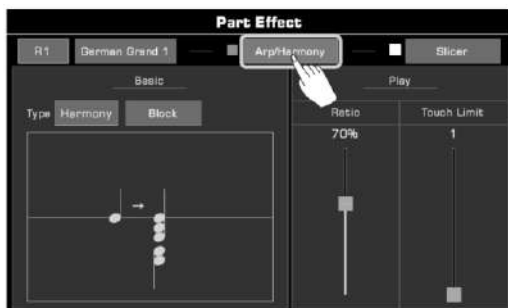 Part Effect
R1 German Grand 1 Arp/Harmony Slicer
Basic Play
Type Harmony Block Ratio Touch Limit
70% 1